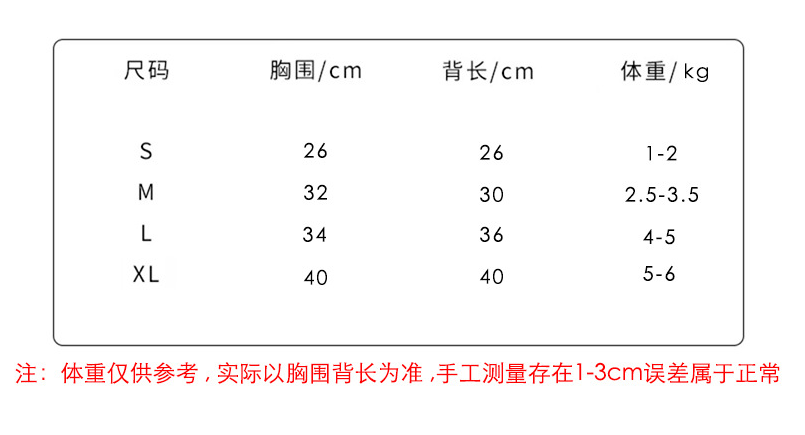 尺码 胸围/cm 背长/cm 体重/kg
S 26 26 1-2
M 32 30 2.5-3.5
L 34 36 4-5
XL 40 40 5-6
注：体重仅供参考 , 实际以胸围背长为准 ,手工测量存在1-3cm误差属于正常